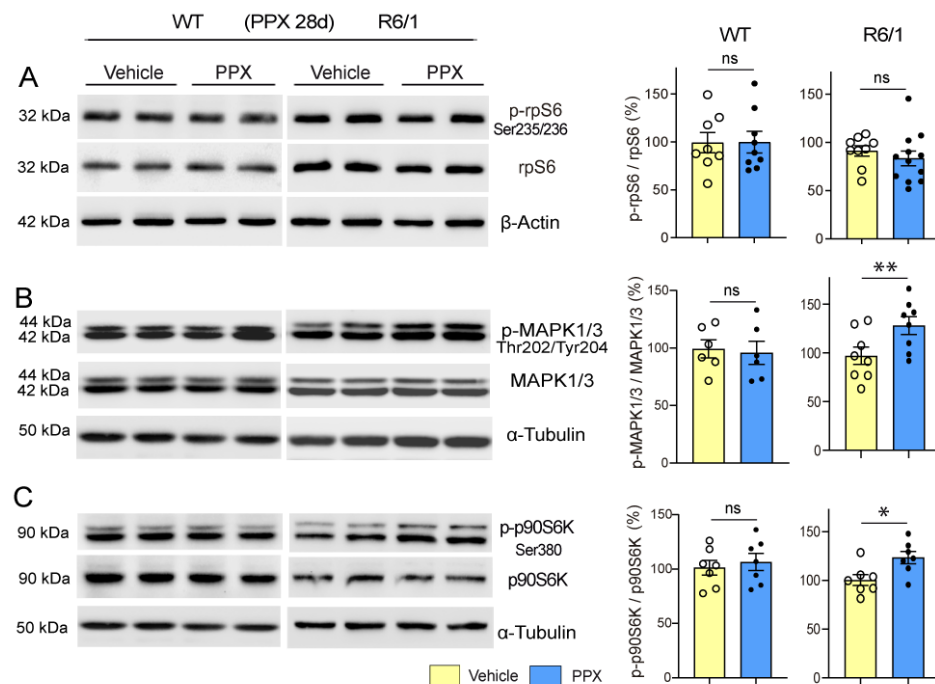 WT (PPX 28d) R6/1
Vehicle PPX Vehicle PPX
A
32 kDa p-rpS6
Ser235/236
32 kDa rpS6
42 kDa β-Actin
WT R6/1
p-rpS6 / rpS6 (%)
150
100
50
0
ns
150
100
50
0
ns
B
44 kDa
42 kDa p-MAPK1/3
Thr202/Tyr204
44 kDa
42 kDa MAPK1/3
50 kDa α-Tubulin
p-MAPK1/3 / MAPK1/3 (%)
150
100
50
0
ns
150
100
50
0
**
C
90 kDa p-p90S6K
Ser380
90 kDa p90S6K
50 kDa α-Tubulin
p-p90S6K / p90S6K (%)
150
100
50
0
ns
150
100
50
0
*
Vehicle PPX